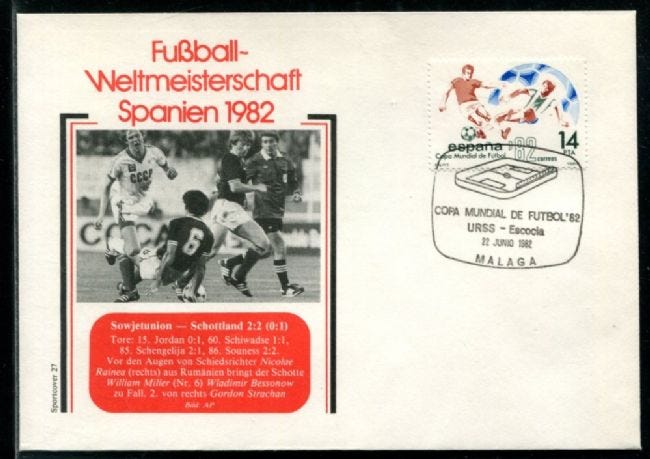 Fußball-
Weltmeisterschaft
Spanien 1982
CCCP
6
Sowjetunion — Schottland 2:2 (0:1)
Tore: 15. Jordan 0:1, 60. Schiwadse 1:1,
85. Schengelija 2:1, 86. Souness 2:2.
Vor den Augen von Schiedsrichter Nicolae
Rainea (rechts) aus Rumänien bringt der Schotte
William Miller (Nr. 6) Wladimir Bessonow
zu Fall. 2. von rechts Gordon Strachan
Bild: AP
Sportcover 27
españa '82
14
PTA
Copa Mundial de Fútbol
correos
COPA MUNDIAL DE FUTBOL'82
URSS - Escocia
22 JUNIO 1982
MALAGA